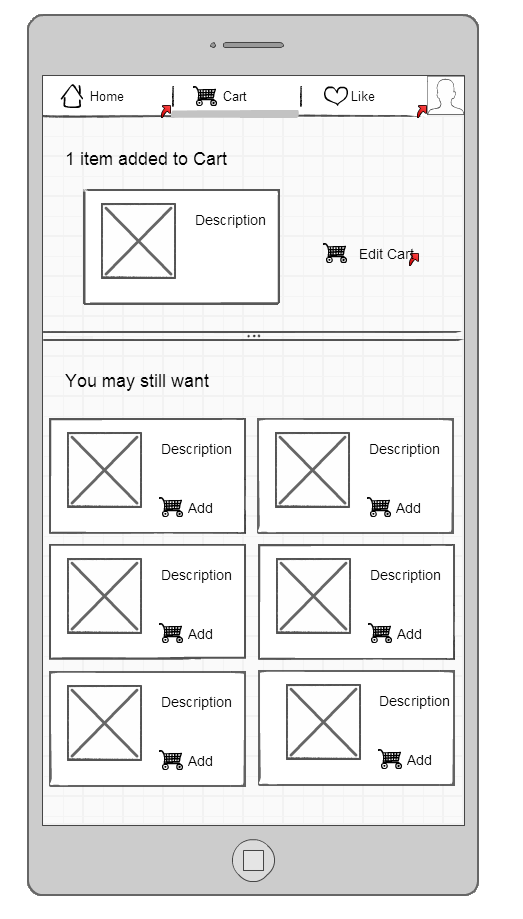 Home Cart Like
1 item added to Cart
Description
Edit Cart
You may still want
Description Description
Add Add
Description Description
Add Add
Description Description
Add Add